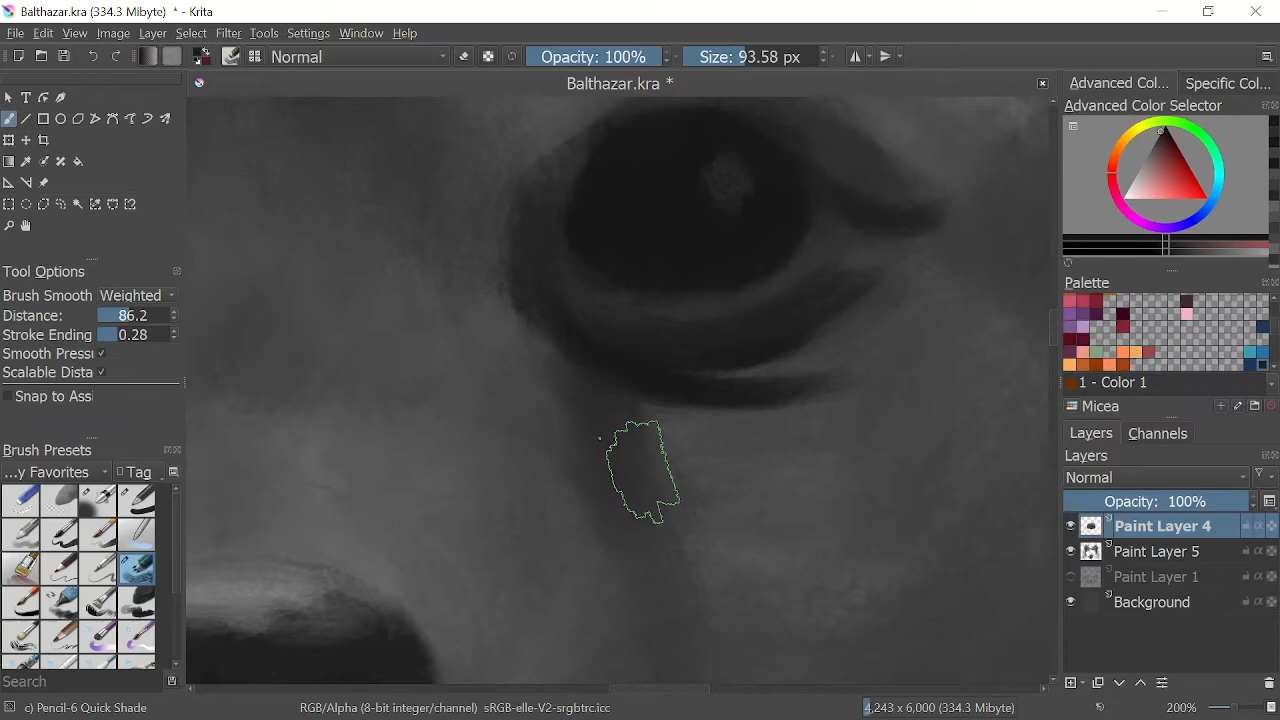 Balthazar.kra (334.3 Mibyte) * - Krita
File Edit View Image Layer Select Filter Tools Settings Window Help
Normal Opacity: 100% Size: 93.58 px
Balthazar.kra *
Advanced Col... Specific Col...
Advanced Color Selector
Tool Options
Brush Smooth Weighted
Distance: 86.2
Stroke Ending 0.28
Smooth Press
Scalable Dista
Snap to Assi
Brush Presets
...y Favorites Tag
Search
Palette
1 - Color 1
Micea
Layers Channels
Layers
Normal
Opacity: 100%
Paint Layer 4
Paint Layer 5
Paint Layer 1
Background
c) Pencil-6 Quick Shade RGB/Alpha (8-bit integer/channel) sRGB-elle-V2-srgbtrc.icc 4,243 x 6,000 (334.3 Mibyte) 200%